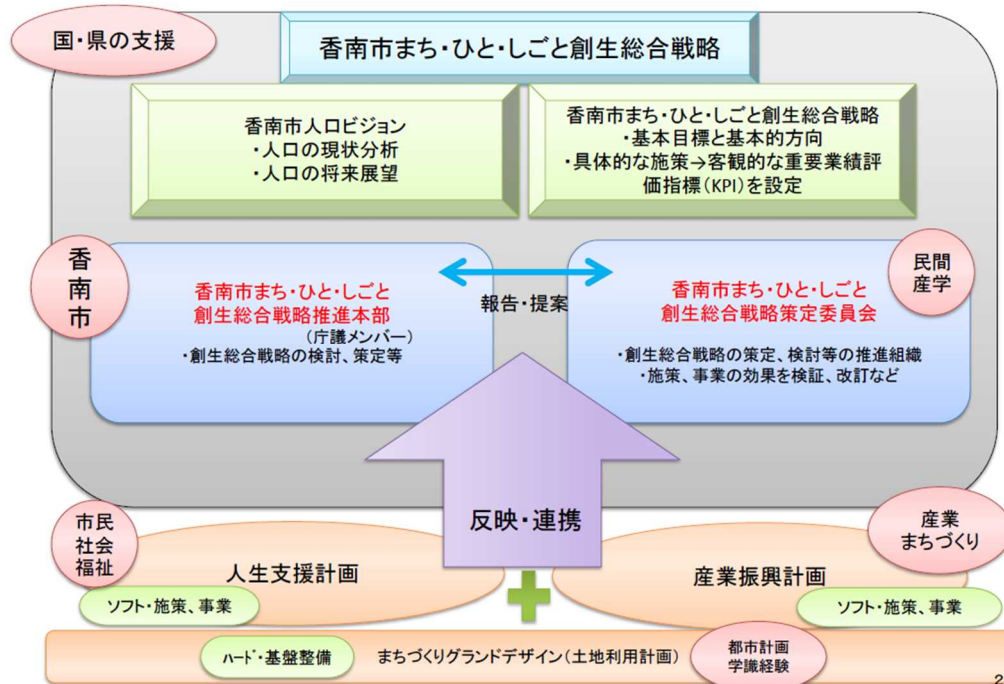 国・県の支援
香南市まち・ひと・しごと創生総合戦略
香南市人口ビジョン
・人口の現状分析
・人口の将来展望
香南市まち・ひと・しごと創生総合戦略
・基本目標と基本的方向
・具体的な施策→客観的な重要業績評
価指標(KPI)を設定
香
南
市
香南市まち・ひと・しごと
創生総合戦略推進本部
(庁議メンバー)
・創生総合戦略の検討、策定等
報告・提案
民間
産学
香南市まち・ひと・しごと
創生総合戦略策定委員会
・創生総合戦略の策定、検討等の推進組織
・施策、事業の効果を検証、改訂など
反映・連携
市民
社会
福祉
人生支援計画
ソフト・施策、事業
産業
まちづくり
産業振興計画
ソフト・施策、事業
ハード・基盤整備
まちづくりグランドデザイン(土地利用計画)
都市計画
学識経験
2